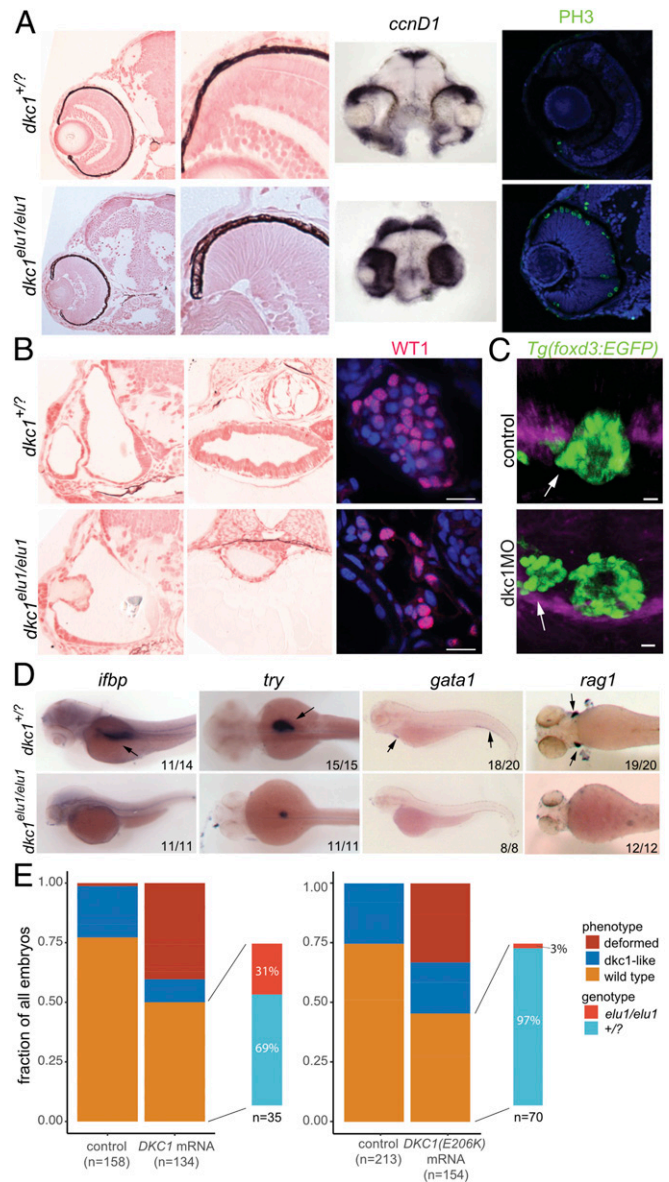 A
ccnD1
PH3
dkc1+/?
dkc1elu1/elu1
B
WT1
C
Tg(foxd3:EGFP)
dkc1+/?
control
dkc1elu1/elu1
dkc1MO
D
ifbp
try
gata1
rag1
dkc1+/?
11/14
15/15
18/20
19/20
dkc1elu1/elu1
11/11
11/11
8/8
12/12
E
fraction of all embryos
1.00
0.75
0.50
0.25
0.00
31%
69%
n=35
control
(n=158)
DKC1 mRNA
(n=134)
1.00
0.75
0.50
0.25
0.00
3%
97%
n=70
control
(n=213)
DKC1(E206K)
mRNA
(n=154)
phenotype
deformed
dkc1-like
wild type
genotype
elu1/elu1
+/?